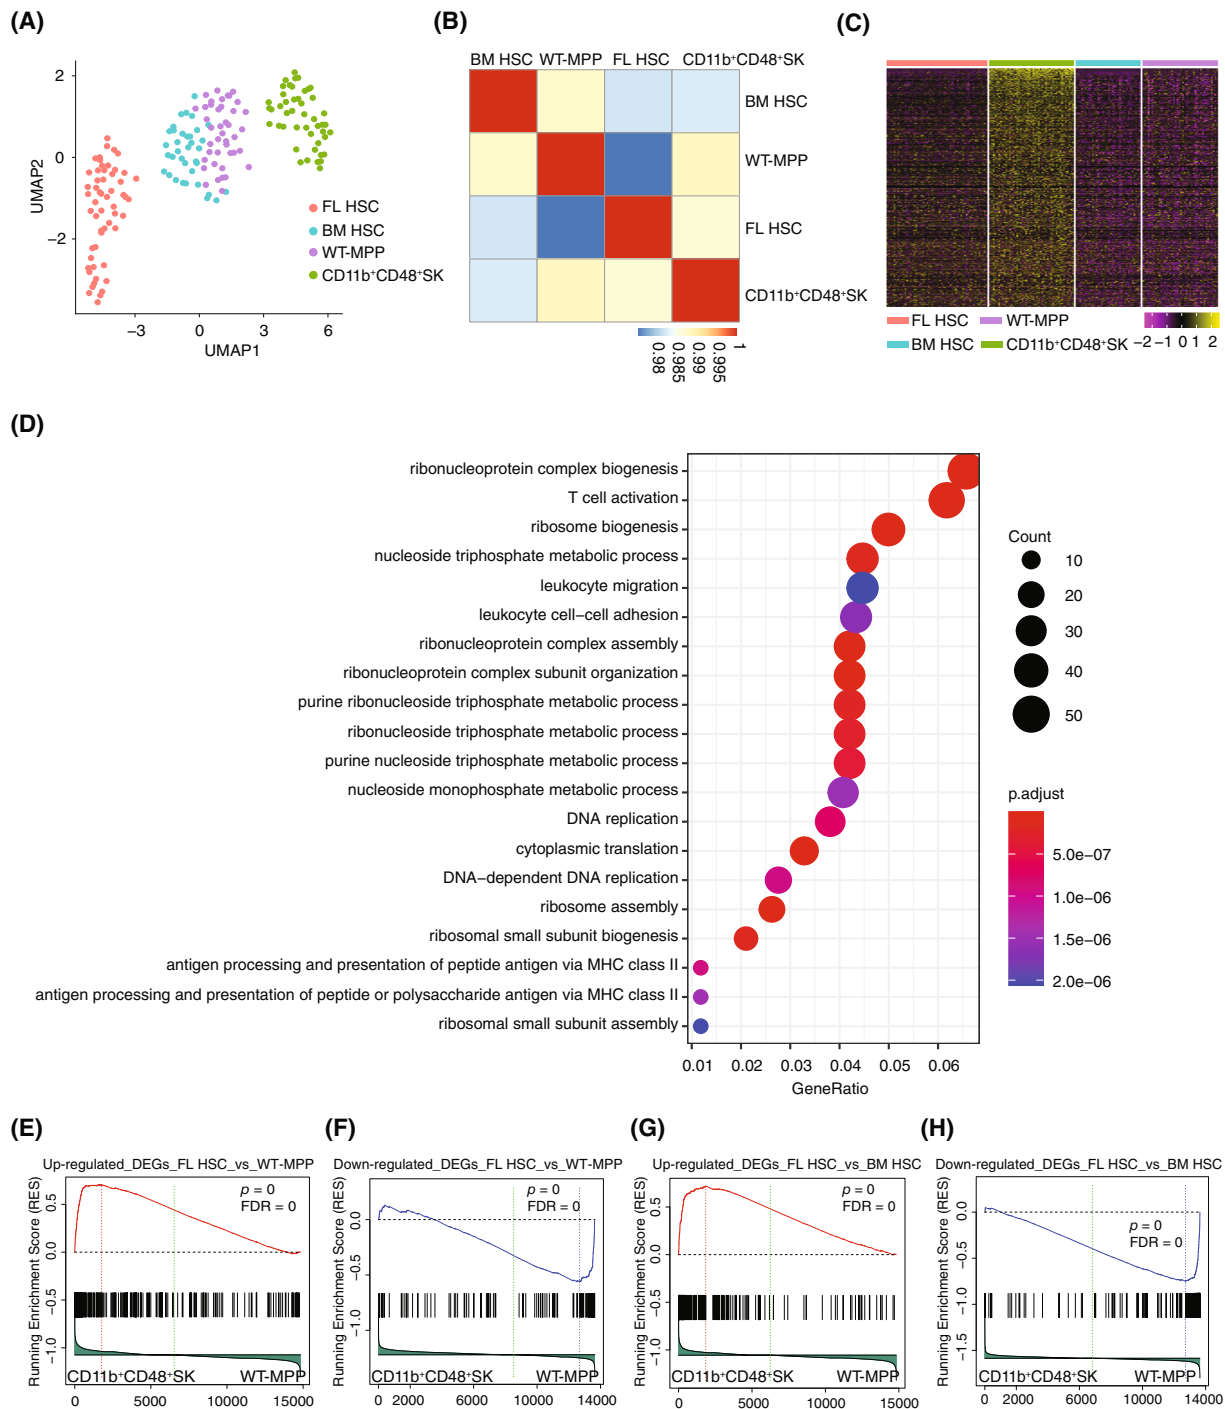 (A)
2
0
−2
UMAP2
−3
0
3
6
UMAP1
FL HSC
BM HSC
WT-MPP
CD11b⁺CD48⁺SK
(B)
BM HSC WT-MPP FL HSC CD11b⁺CD48⁺SK
BM HSC
WT-MPP
FL HSC
CD11b⁺CD48⁺SK
0.98
0.985
0.99
0.995
1
(C)
FL HSC
WT-MPP
BM HSC
CD11b⁺CD48⁺SK
−2 −1 0 1 2
(D)
ribonucleoprotein complex biogenesis
T cell activation
ribosome biogenesis
nucleoside triphosphate metabolic process
leukocyte migration
leukocyte cell−cell adhesion
ribonucleoprotein complex assembly
ribonucleoprotein complex subunit organization
purine ribonucleoside triphosphate metabolic process
ribonucleoside triphosphate metabolic process
purine nucleoside triphosphate metabolic process
nucleoside monophosphate metabolic process
DNA replication
cytoplasmic translation
DNA−dependent DNA replication
ribosome assembly
ribosomal small subunit biogenesis
antigen processing and presentation of peptide antigen via MHC class II
antigen processing and presentation of peptide or polysaccharide antigen via MHC class II
ribosomal small subunit assembly
0.01 0.02 0.03 0.04 0.05 0.06
GeneRatio
Count
10
20
30
40
50
p.adjust
5.0e−07
1.0e−06
1.5e−06
2.0e−06
(E)
Up-regulated_DEGs_FL HSC_vs_WT-MPP
Running Enrichment Score (RES)
0.5
0.0
−0.5
−1.0
p = 0
FDR = 0
CD11b⁺CD48⁺SK WT-MPP
0 5000 10000 15000
(F)
Down-regulated_DEGs_FL HSC_vs_WT-MPP
Running Enrichment Score (RES)
0.0
−0.5
−1.0
p = 0
FDR = 0
CD11b⁺CD48⁺SK WT-MPP
0 2000 6000 10000 14000
(G)
Up-regulated_DEGs_FL HSC_vs_BM HSC
Running Enrichment Score (RES)
0.5
0.0
−0.5
−1.0
p = 0
FDR = 0
CD11b⁺CD48⁺SK WT-MPP
0 5000 10000 15000
(H)
Down-regulated_DEGs_FL HSC_vs_BM HSC
Running Enrichment Score (RES)
0.0
−0.5
−1.0
−1.5
p = 0
FDR = 0
CD11b⁺CD48⁺SK WT-MPP
0 2000 6000 10000 14000